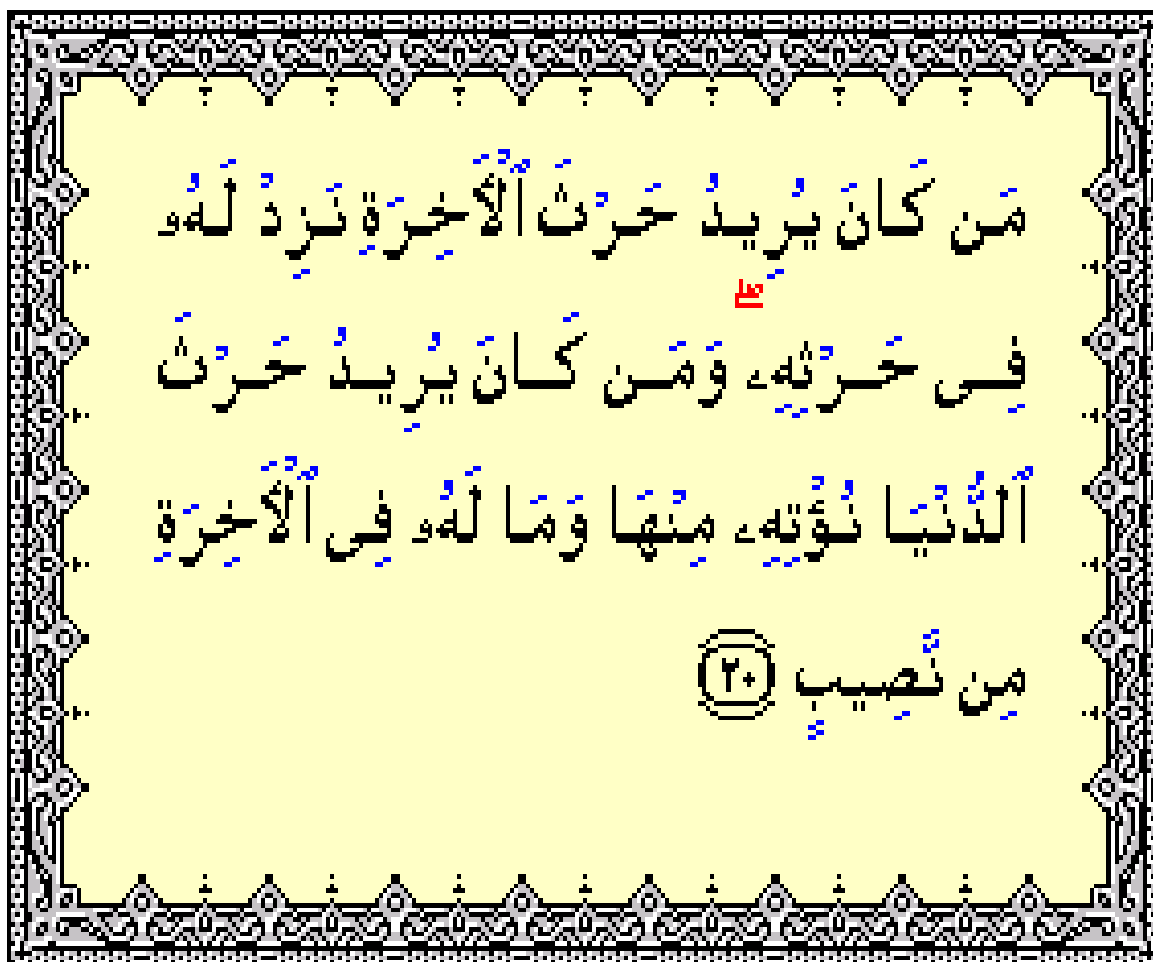 مَن كَانَ يُرِيدُ حَرْثَ ٱلْأَخِرَةِ نَزِدْ لَهُۥ
فِى حَرْثِهِۦ ۖ وَمَن كَانَ يُرِيدُ حَرْثَ
ٱلدُّنْيَا نُؤْتِهِۦ مِنْهَا وَمَا لَهُۥ فِى ٱلْأَخِرَةِ
مِن نَّصِيبٍ ٢٠